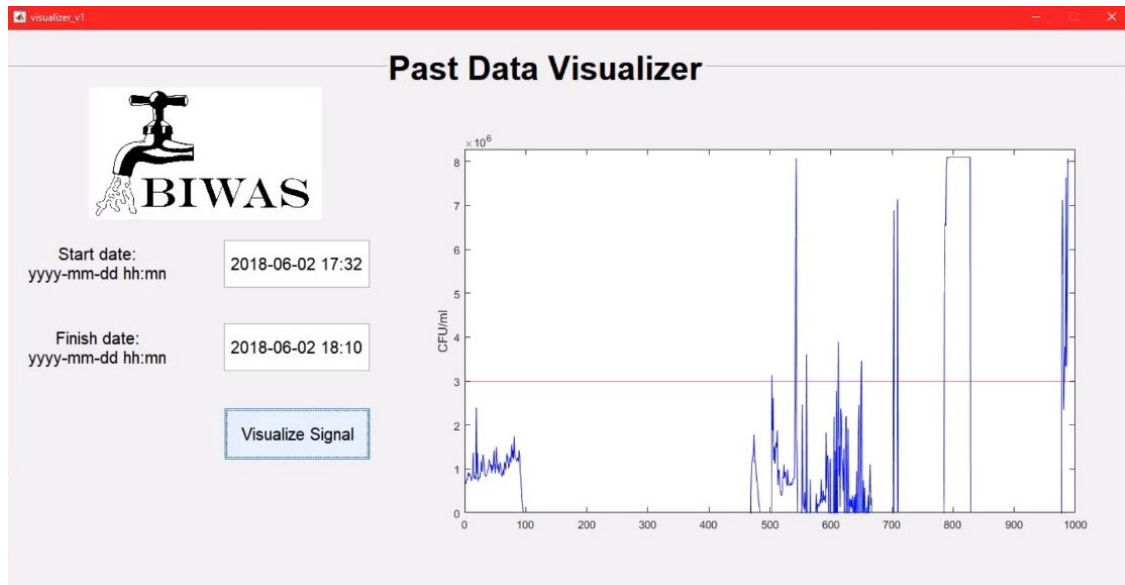 visualizer_v1
Past Data Visualizer
BIWAS
Start date:
yyyy-mm-dd hh:mn
2018-06-02 17:32
Finish date:
yyyy-mm-dd hh:mn
2018-06-02 18:10
Visualize Signal
× 10⁶
8
7
6
5
4
3
2
1
0
CFU/ml
0 100 200 300 400 500 600 700 800 900 1000